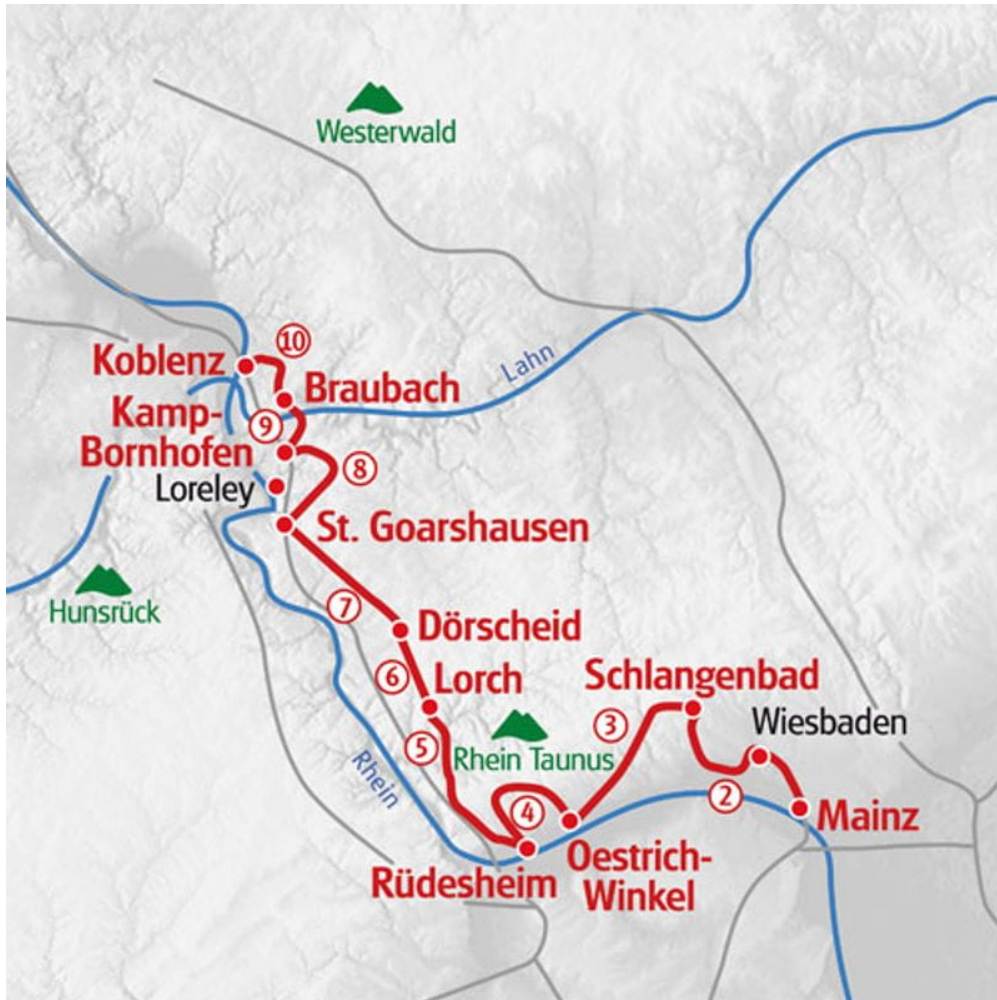 Westerwald
⑩
Koblenz
Lahn
Braubach
Kamp-
Bornhofen
⑨
⑧
Loreley
St. Goarshausen
Hunsrück
⑦
Dörscheid
⑥
Lorch
Schlangenbad
③
Wiesbaden
⑤
Rhein Taunus
Rhein
②
④
Mainz
Rüdesheim
Oestrich-
Winkel